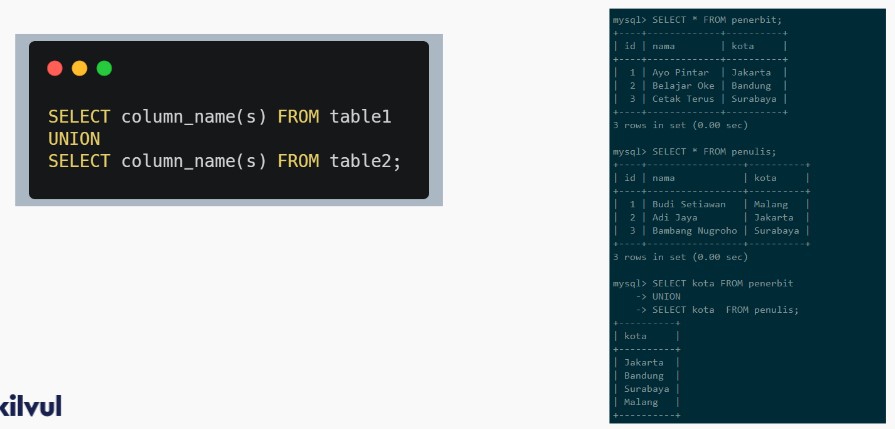 SELECT column_name(s) FROM table1
UNION
SELECT column_name(s) FROM table2;
mysql> SELECT * FROM penerbit;
+----+-------------+----------+
| id | nama        | kota     |
+----+-------------+----------+
|  1 | Ayo Pintar  | Jakarta  |
|  2 | Belajar Oke | Bandung  |
|  3 | Cetak Terus | Surabaya |
+----+-------------+----------+
3 rows in set (0.00 sec)
mysql> SELECT * FROM penulis;
+----+-----------------+----------+
| id | nama            | kota     |
+----+-----------------+----------+
|  1 | Budi Setiawan   | Malang   |
|  2 | Adi Jaya        | Jakarta  |
|  3 | Bambang Nugroho | Surabaya |
+----+-----------------+----------+
3 rows in set (0.00 sec)
mysql> SELECT kota FROM penerbit
    -> UNION
    -> SELECT kota  FROM penulis;
+----------+
| kota     |
+----------+
| Jakarta  |
| Bandung  |
| Surabaya |
| Malang   |
+----------+
kilvul